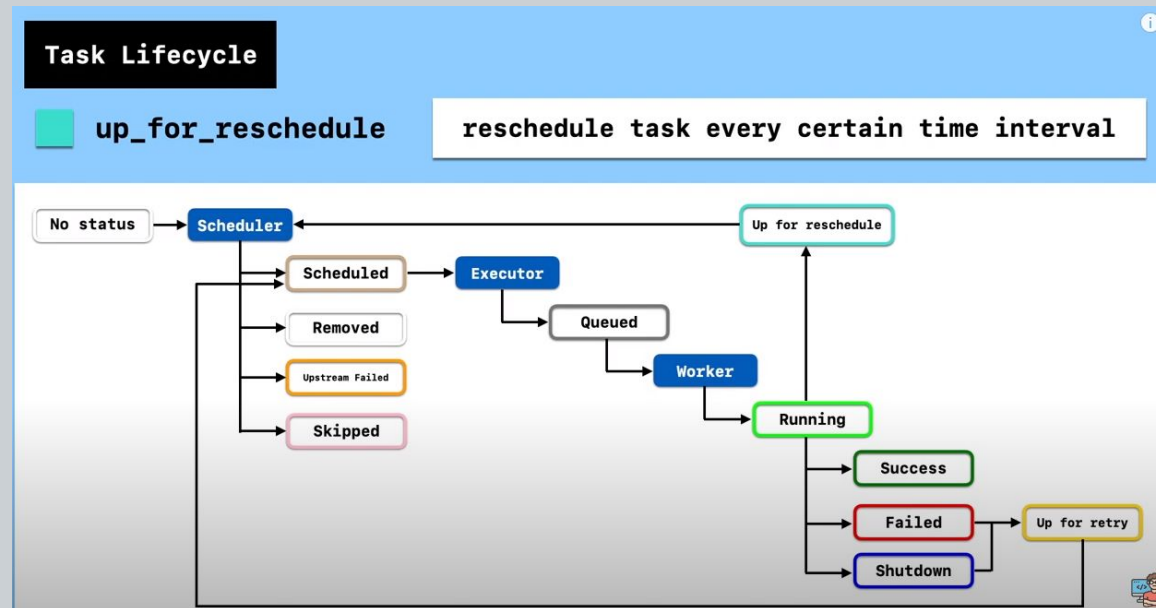 Task Lifecycle
up_for_reschedule
reschedule task every certain time interval
No status
Scheduler
Up for reschedule
Scheduled
Executor
Removed
Queued
Upstream Failed
Worker
Skipped
Running
Success
Failed
Up for retry
Shutdown